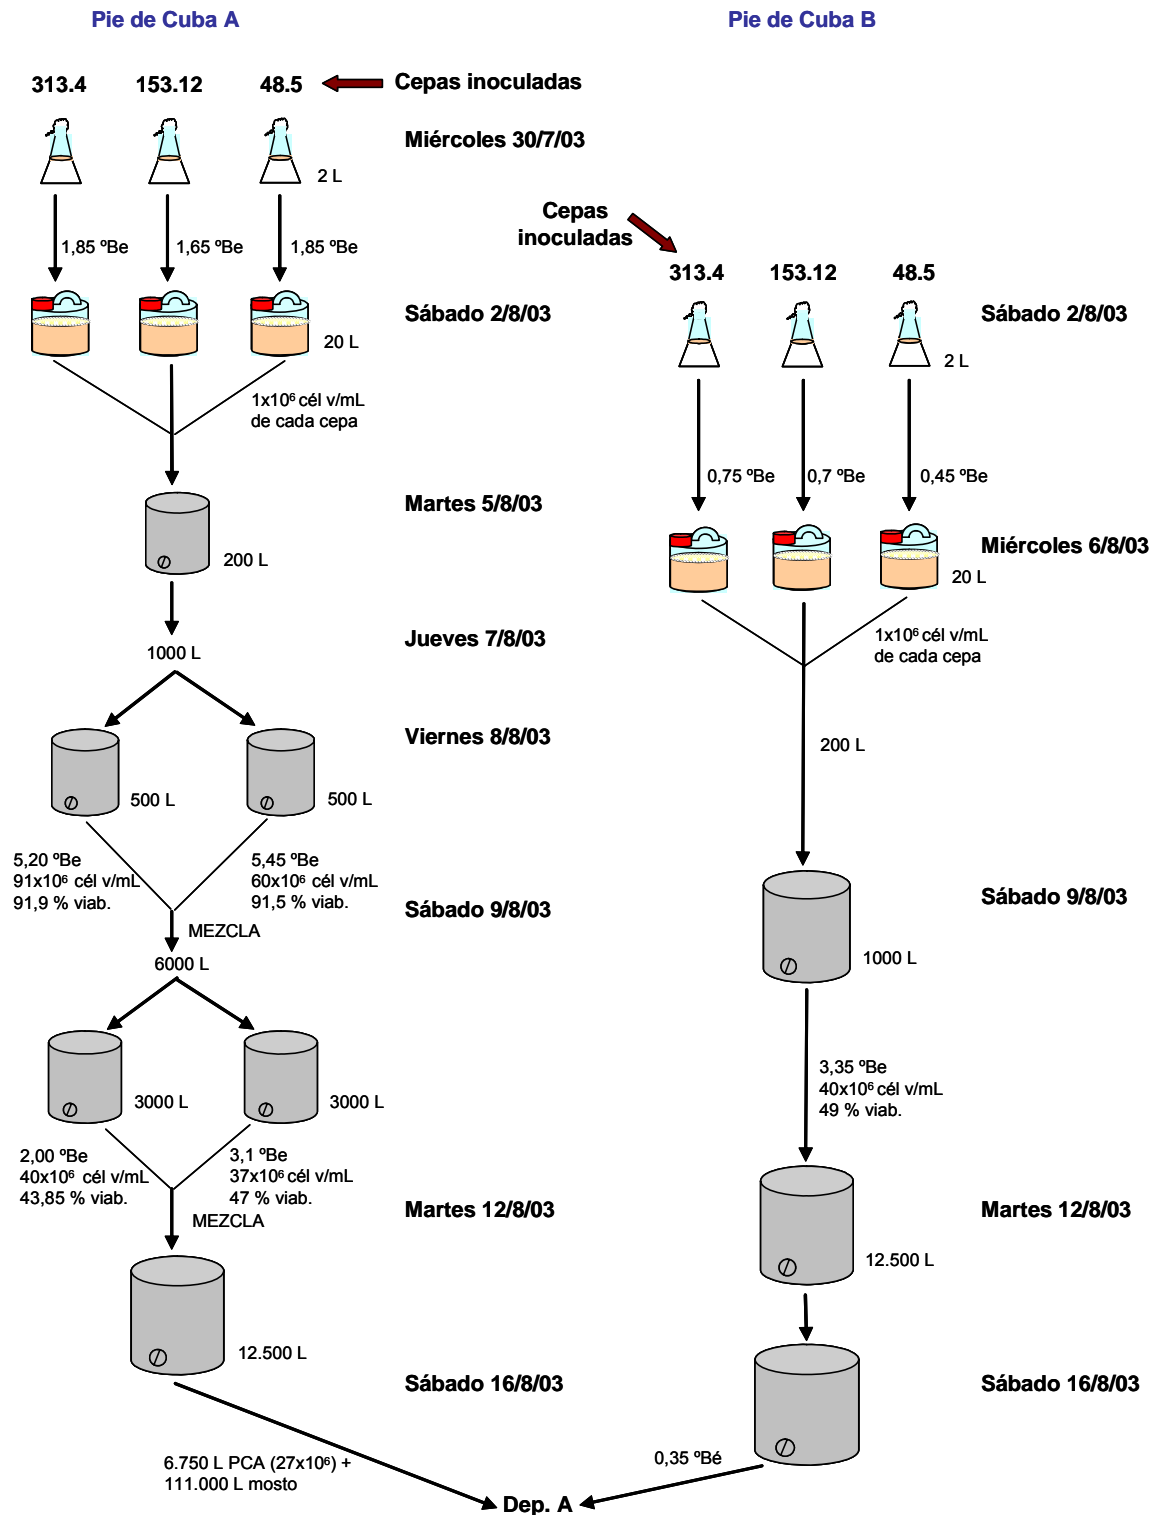 Pie de Cuba A
Pie de Cuba B
313.4
153.12
48.5
Cepas inoculadas
Miércoles 30/7/03
2 L
1,85 ºBe
1,65 ºBe
1,85 ºBe
Sábado 2/8/03
20 L
1x10⁶ cél v/mL
de cada cepa
Martes 5/8/03
200 L
Jueves 7/8/03
1000 L
Viernes 8/8/03
500 L
500 L
5,20 ºBe
91x10⁶ cél v/mL
91,9 % viab.
5,45 ºBe
60x10⁶ cél v/mL
91,5 % viab.
Sábado 9/8/03
MEZCLA
6000 L
3000 L
3000 L
2,00 ºBe
40x10⁶ cél v/mL
43,85 % viab.
3,1 ºBe
37x10⁶ cél v/mL
47 % viab.
Martes 12/8/03
MEZCLA
12.500 L
Sábado 16/8/03
6.750 L PCA (27x10⁶) +
111.000 L mosto
Cepas
inoculadas
313.4
153.12
48.5
Sábado 2/8/03
2 L
0,75 ºBe
0,7 ºBe
0,45 ºBe
Miércoles 6/8/03
20 L
1x10⁶ cél v/mL
de cada cepa
200 L
Sábado 9/8/03
1000 L
3,35 ºBe
40x10⁶ cél v/mL
49 % viab.
Martes 12/8/03
12.500 L
Sábado 16/8/03
0,35 ºBé
Dep. A